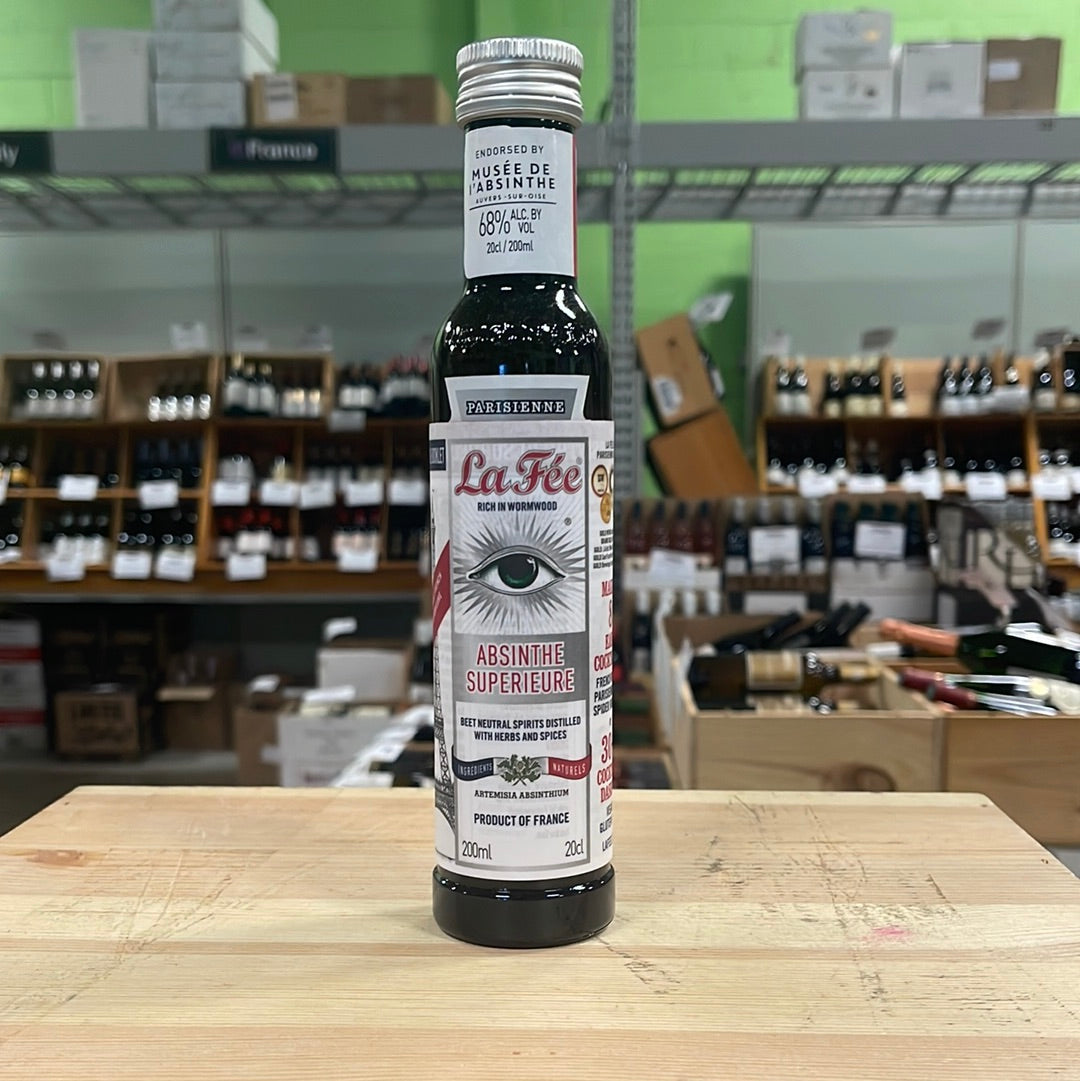 France
ENDORSED BY
MUSÉE DE
l'ABSINTHE
AUVERS-SUR-OISE
68% ALC. BY VOL
20cl / 200ml
PARISIENNE
La Fée®
RICH IN WORMWOOD
®
ABSINTHE
SUPERIEURE
BEET NEUTRAL SPIRITS DISTILLED
WITH HERBS AND SPICES
INGREDIENTS NATURELS
ARTEMISIA ABSINTHIUM
PRODUCT OF FRANCE
200ml 20cl